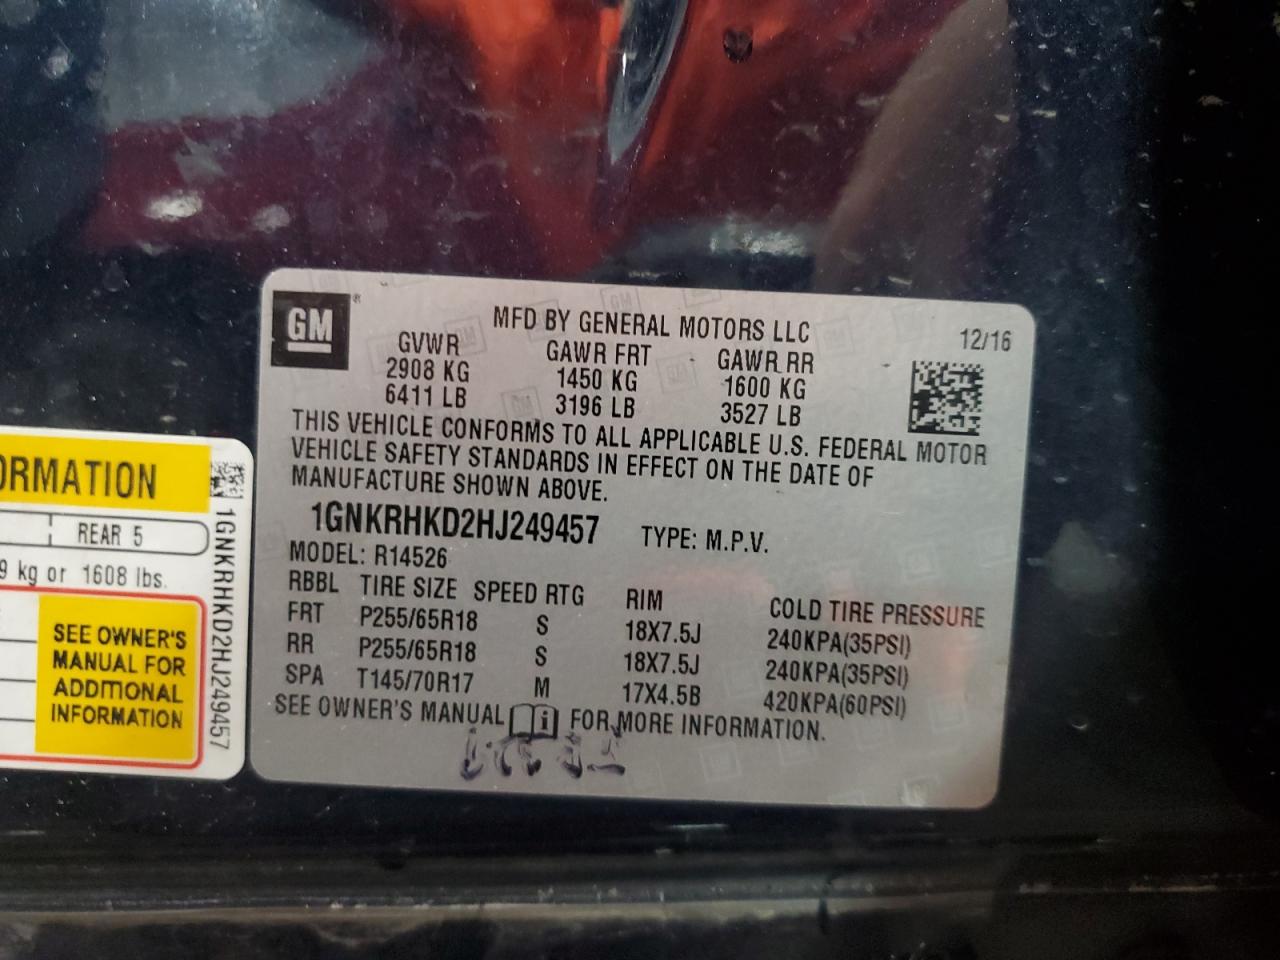 GM
MFD BY GENERAL MOTORS LLC
12/16
GVWR GAWR FRT GAWR RR
2908 KG 1450 KG 1600 KG
6411 LB 3196 LB 3527 LB
THIS VEHICLE CONFORMS TO ALL APPLICABLE U.S. FEDERAL MOTOR
VEHICLE SAFETY STANDARDS IN EFFECT ON THE DATE OF
MANUFACTURE SHOWN ABOVE.
1GNKRHKD2HJ249457 TYPE: M.P.V.
MODEL: R14526
RBBL TIRE SIZE SPEED RTG RIM COLD TIRE PRESSURE
FRT P255/65R18 S 18X7.5J 240KPA(35PSI)
RR P255/65R18 S 18X7.5J 240KPA(35PSI)
SPA T145/70R17 M 17X4.5B 420KPA(60PSI)
SEE OWNER'S MANUAL FOR MORE INFORMATION.
ORMATION
REAR 5
9 kg or 1608 lbs.
SEE OWNER'S
MANUAL FOR
ADDITIONAL
INFORMATION
1GNKRHKD2HJ249457